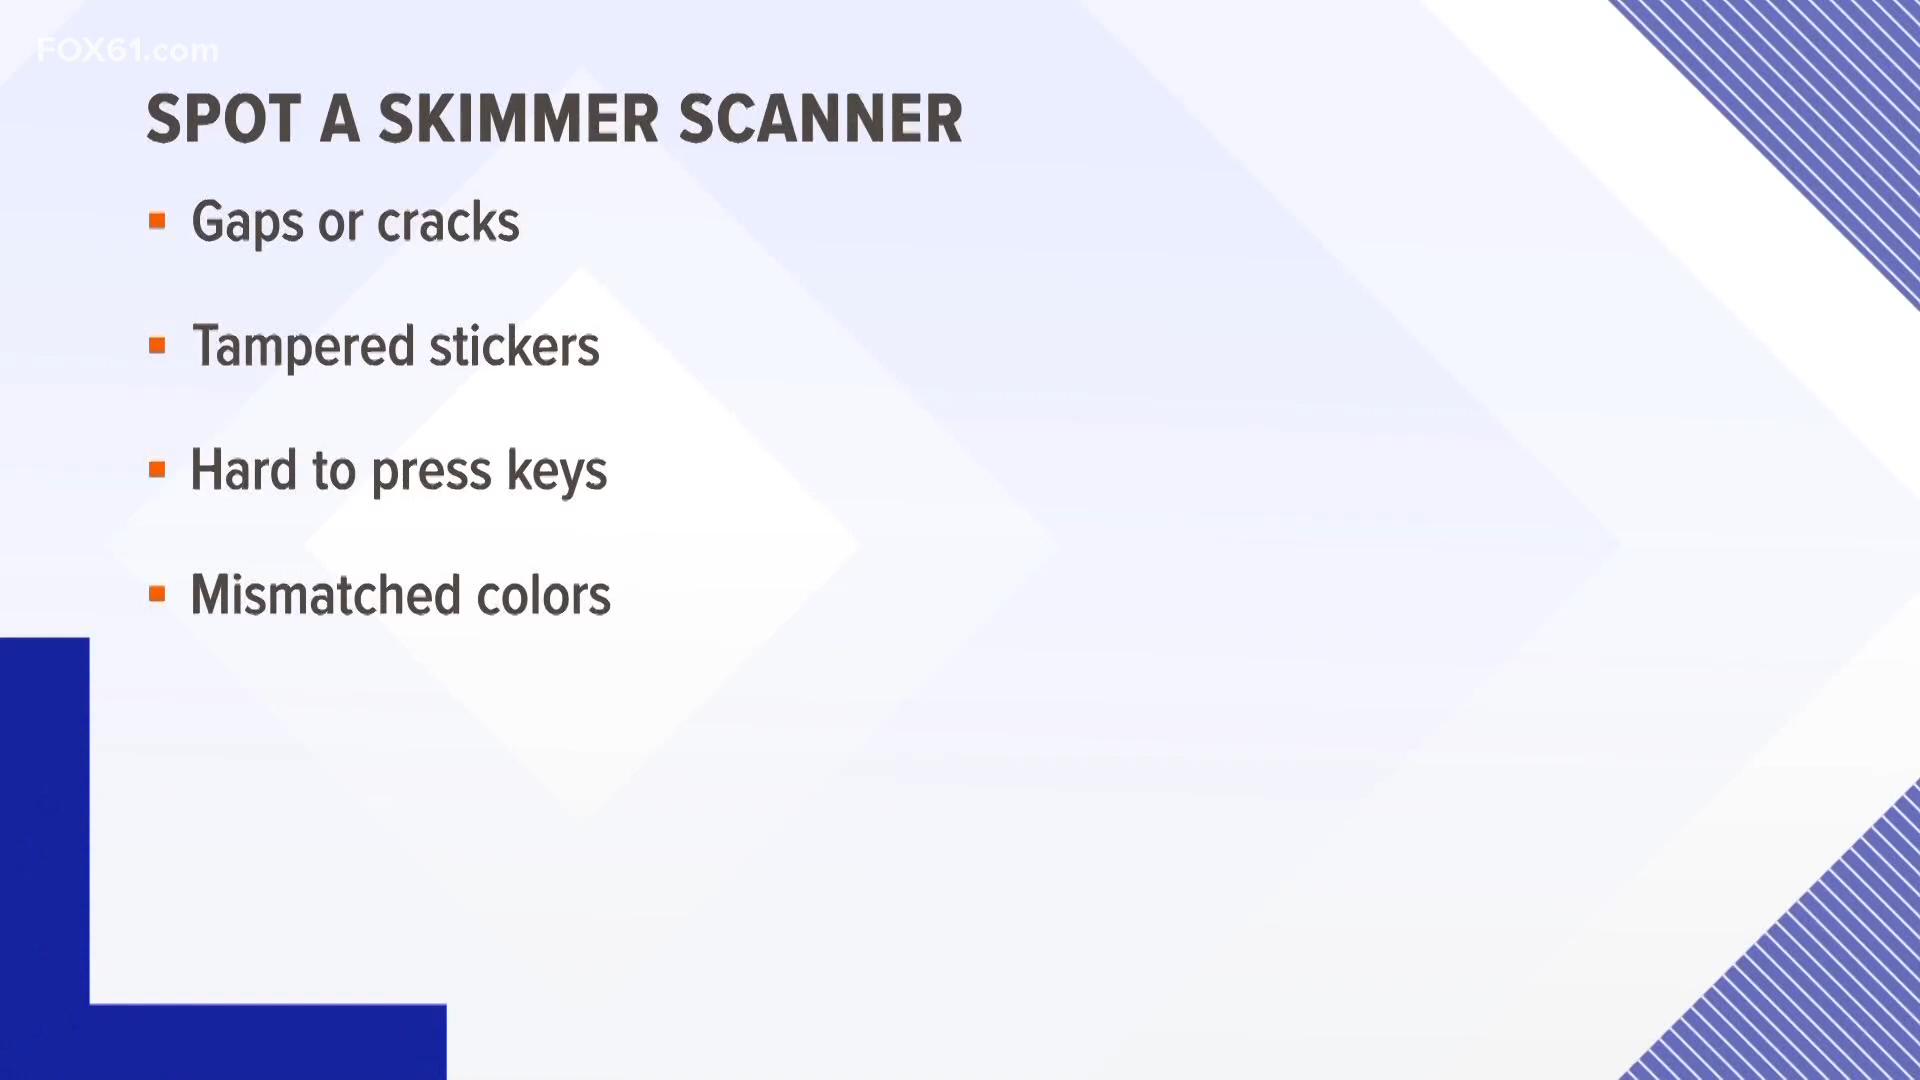 FOX61.com
SPOT A SKIMMER SCANNER
Gaps or cracks
Tampered stickers
Hard to press keys
Mismatched colors